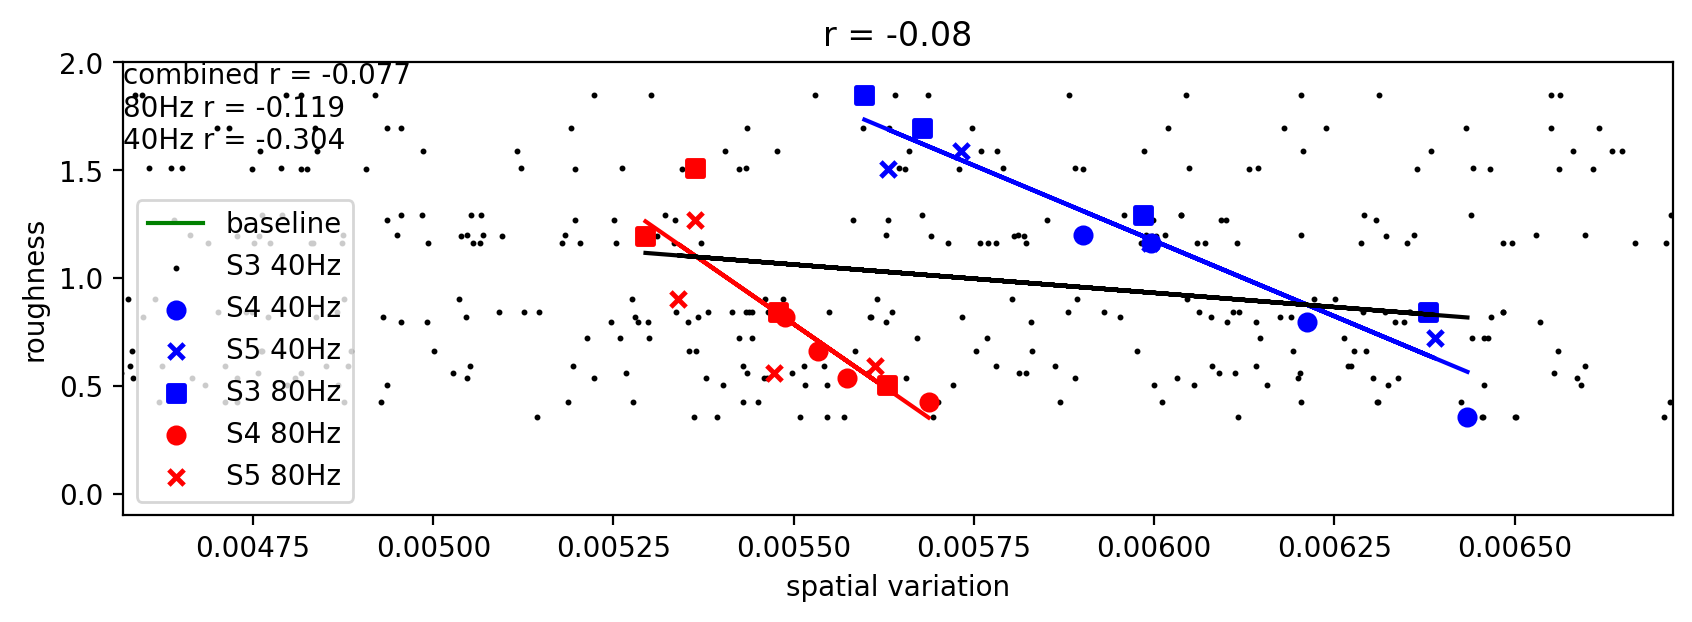 r = -0.08
combined r = -0.077
80Hz r = -0.119
40Hz r = -0.304
2.0
1.5
1.0
0.5
0.0
roughness
baseline
S3 40Hz
S4 40Hz
S5 40Hz
S3 80Hz
S4 80Hz
S5 80Hz
0.00475 0.00500 0.00525 0.00550 0.00575 0.00600 0.00625 0.00650
spatial variation